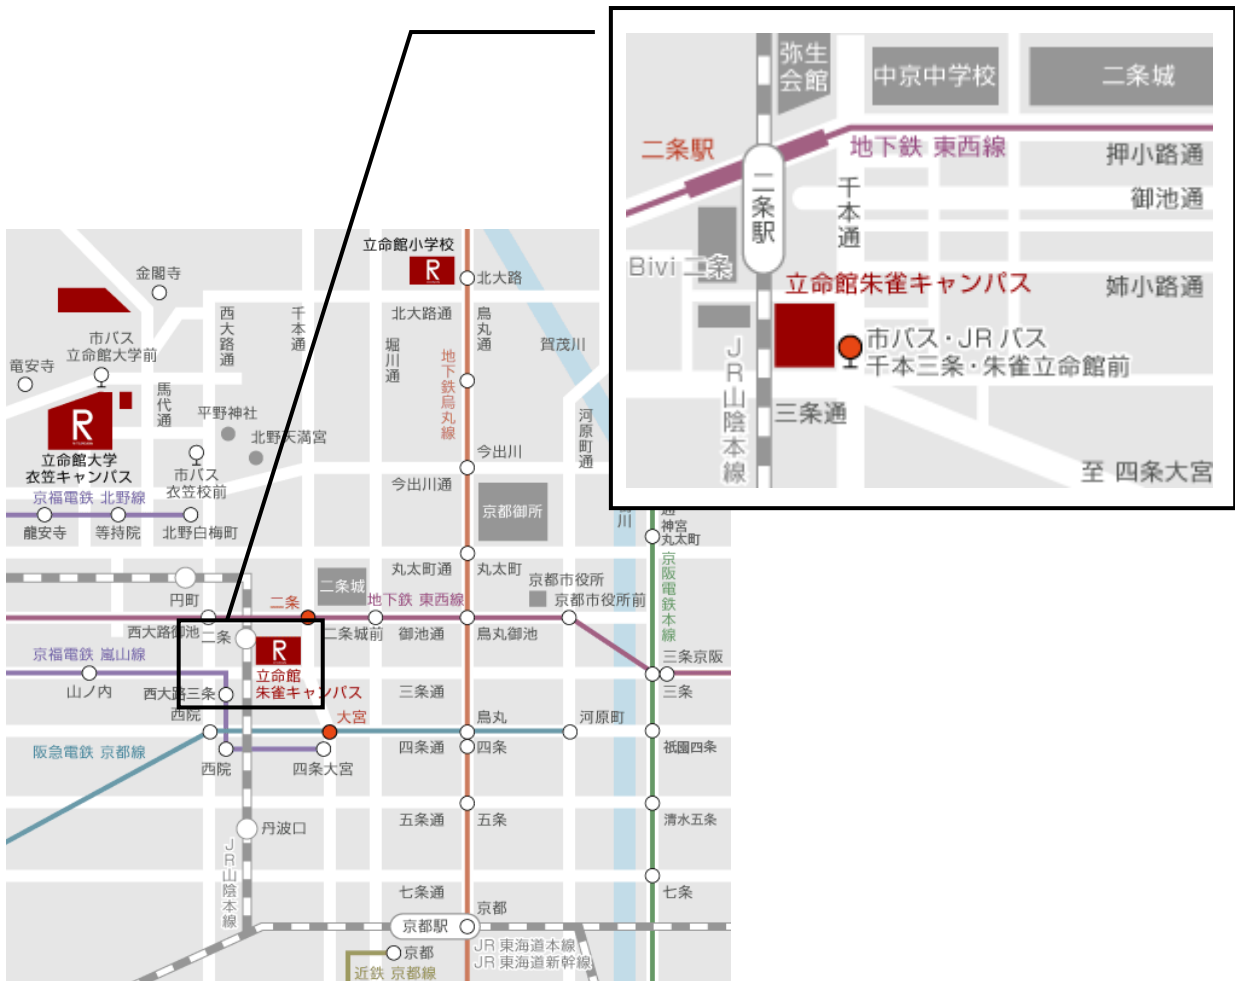 弥生
会館
中京中学校
二条城
二条駅
地下鉄 東西線
押小路通
二条駅
千本通
御池通
Bivi 二条
姉小路通
立命館朱雀キャンパス
市バス・JR バス
千本三条・朱雀立命館前
JR山陰本線
三条通
至 四条大宮
立命館小学校
R
北大路
金閣寺
西大路通
千本通
北大路通
烏丸通
堀川通
地下鉄烏丸線
賀茂川
市バス
立命館大学前
竜安寺
馬代通
R
平野神社
北野天満宮
河原町通
立命館大学
衣笠キャンパス
市バス
衣笠校前
今出川
今出川通
京福電鉄 北野線
龍安寺
等持院
北野白梅町
京都御所
川
神宮
丸太町
丸太町通
丸太町
京都市役所
京阪電鉄本線
円町
二条
二条城
地下鉄 東西線
京都市役所前
西大路御池
二条
二条城前
御池通
烏丸御池
R
京福電鉄 嵐山線
立命館
朱雀キャンパス
三条京阪
山ノ内
西大路三条
三条通
三条
西院
大宮
烏丸
河原町
阪急電鉄 京都線
四条通
四条
祇園四条
西院
四条大宮
五条通
五条
清水五条
丹波口
JR山陰本線
七条通
七条
京都
京都駅
京都
JR 東海道本線
JR 東海道新幹線
近鉄 京都線